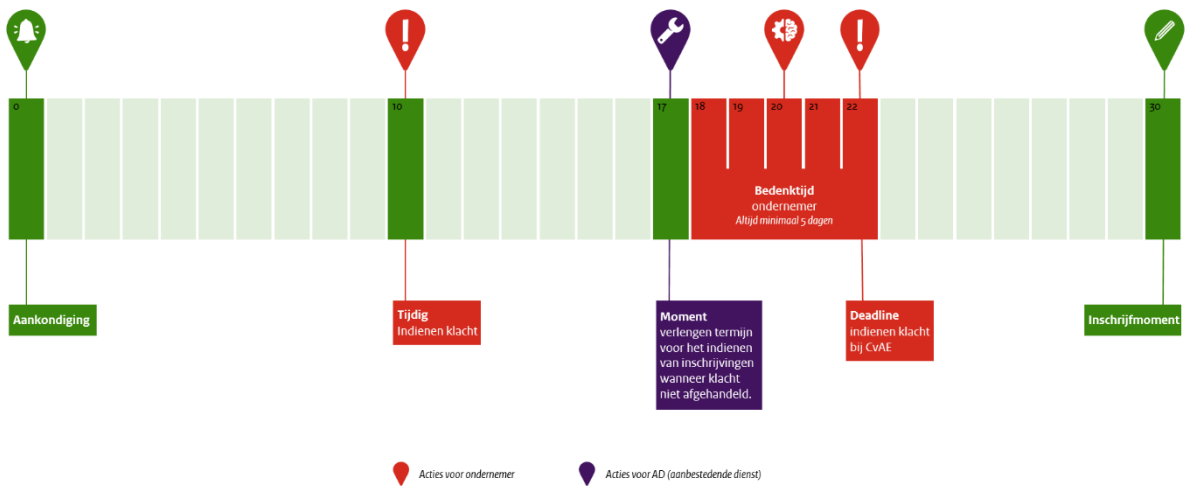 0
10
17
18
19
20
21
22
30
Bedenktijd
ondernemer
Altijd minimaal 5 dagen
Aankondiging
Tijdig
Indienen klacht
Moment
verlengen termijn
voor het indienen
van inschrijvingen
wanneer klacht
niet afgehandeld.
Deadline
indienen klacht
bij CvAE
Inschrijfmoment
Acties voor ondernemer
Acties voor AD (aanbestedende dienst)